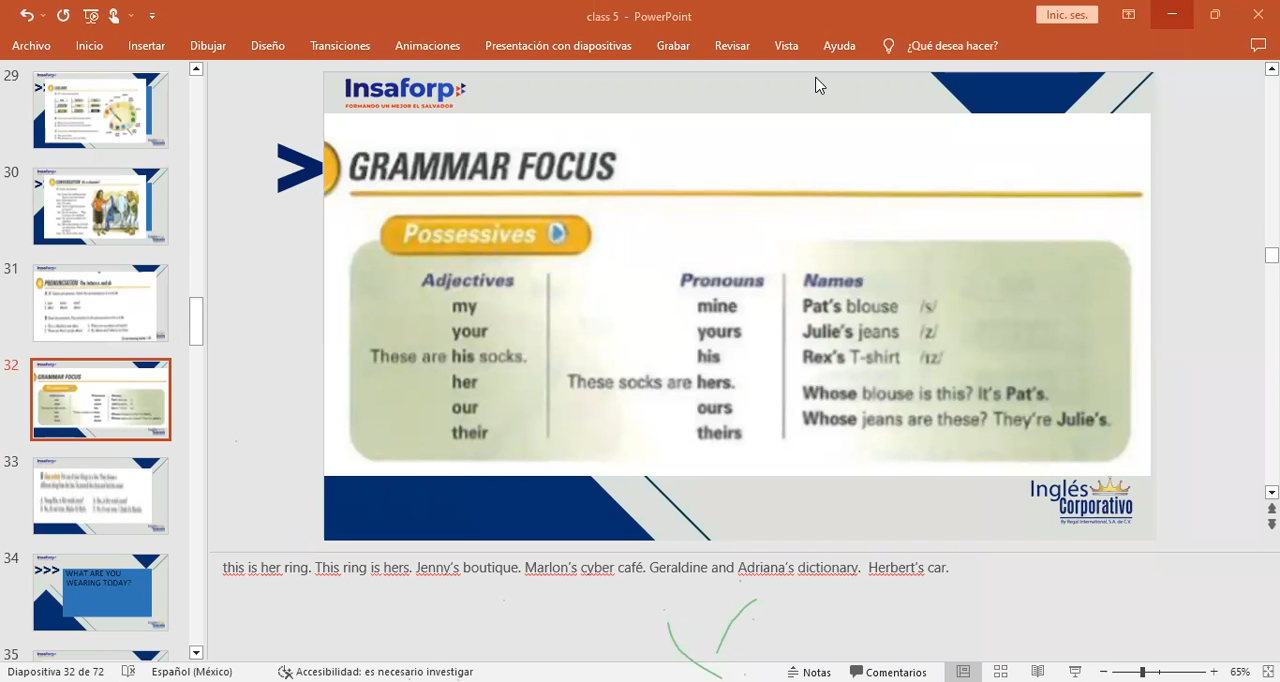 class 5 - PowerPoint
Inic. ses.
Archivo Inicio Insertar Dibujar Diseño Transiciones Animaciones Presentación con diapositivas Grabar Revisar Vista Ayuda ¿Qué desea hacer?
29
30
31
32
33
34
WHAT ARE YOU
WEARING TODAY?
35
Insaforp
FORMANDO UN MEJOR EL SALVADOR
> GRAMMAR FOCUS
Possessives
Adjectives Pronouns Names
my mine Pat's blouse /s/
your yours Julie's jeans /z/
These are his socks. his Rex's T-shirt /ɪz/
her These socks are hers. Whose blouse is this? It's Pat's.
our ours Whose jeans are these? They're Julie's.
their theirs
Inglés
Corporativo
By Regal International, S.A. de C.V.
this is her ring. This ring is hers. Jenny's boutique. Marlon's cyber café. Geraldine and Adriana's dictionary. Herbert's car.
Diapositiva 32 de 72 Español (México) Accesibilidad: es necesario investigar Notas Comentarios 65%